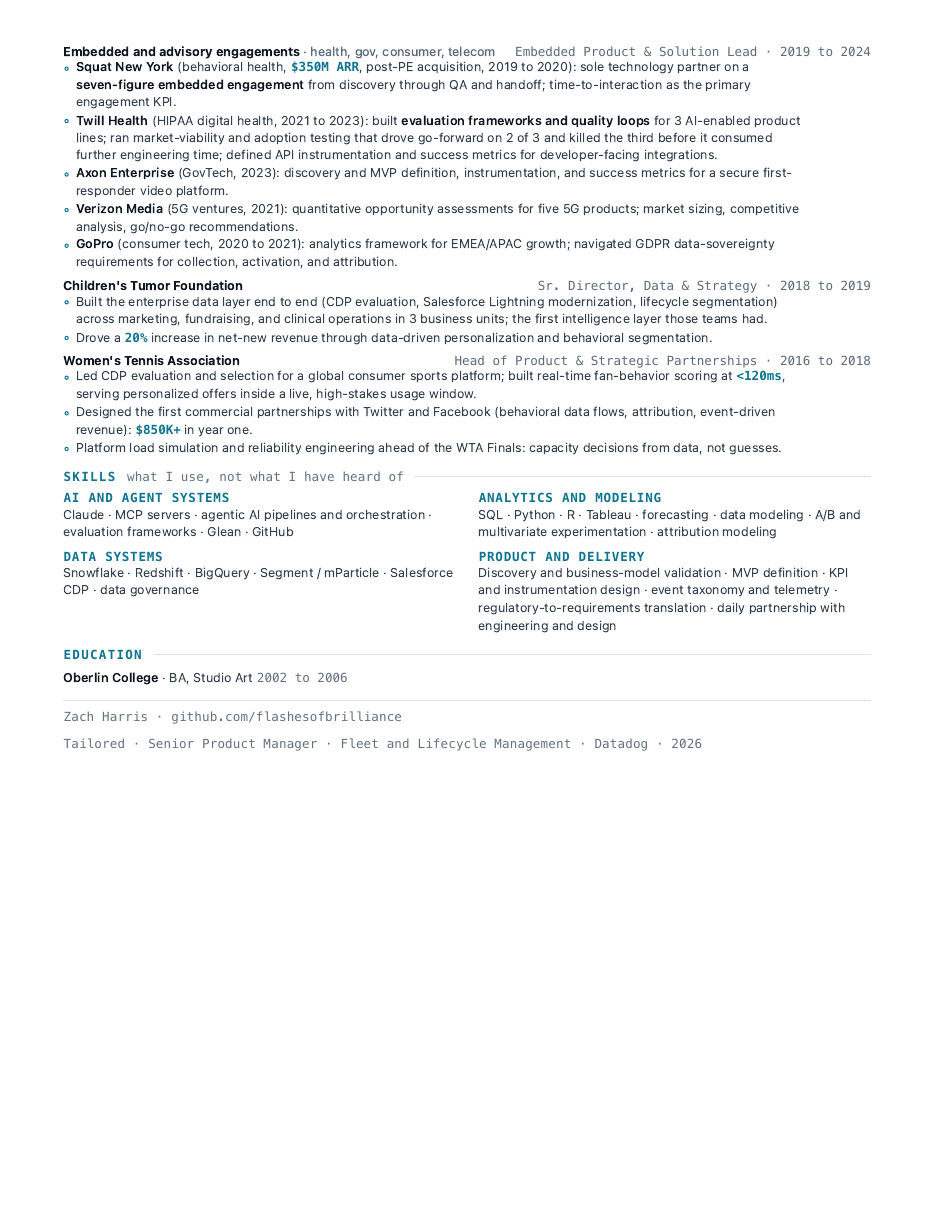 Embedded and advisory engagements · health, gov, consumer, telecom Embedded Product & Solution Lead · 2019 to 2024
Squat New York (behavioral health, $350M ARR, post-PE acquisition, 2019 to 2020): sole technology partner on a
seven-figure embedded engagement from discovery through QA and handoff; time-to-interaction as the primary
engagement KPI.
Twill Health (HIPAA digital health, 2021 to 2023): built evaluation frameworks and quality loops for 3 AI-enabled product
lines; ran market-viability and adoption testing that drove go-forward on 2 of 3 and killed the third before it consumed
further engineering time; defined API instrumentation and success metrics for developer-facing integrations.
Axon Enterprise (GovTech, 2023): discovery and MVP definition, instrumentation, and success metrics for a secure first-
responder video platform.
Verizon Media (5G ventures, 2021): quantitative opportunity assessments for five 5G products; market sizing, competitive
analysis, go/no-go recommendations.
GoPro (consumer tech, 2020 to 2021): analytics framework for EMEA/APAC growth; navigated GDPR data-sovereignty
requirements for collection, activation, and attribution.
Children's Tumor Foundation Sr. Director, Data & Strategy · 2018 to 2019
Built the enterprise data layer end to end (CDP evaluation, Salesforce Lightning modernization, lifecycle segmentation)
across marketing, fundraising, and clinical operations in 3 business units; the first intelligence layer those teams had.
Drove a 20% increase in net-new revenue through data-driven personalization and behavioral segmentation.
Women's Tennis Association Head of Product & Strategic Partnerships · 2016 to 2018
Led CDP evaluation and selection for a global consumer sports platform; built real-time fan-behavior scoring at <120ms,
serving personalized offers inside a live, high-stakes usage window.
Designed the first commercial partnerships with Twitter and Facebook (behavioral data flows, attribution, event-driven
revenue): $850K+ in year one.
Platform load simulation and reliability engineering ahead of the WTA Finals: capacity decisions from data, not guesses.
SKILLS what I use, not what I have heard of
AI AND AGENT SYSTEMS
Claude · MCP servers · agentic AI pipelines and orchestration ·
evaluation frameworks · Glean · GitHub
ANALYTICS AND MODELING
SQL · Python · R · Tableau · forecasting · data modeling · A/B and
multivariate experimentation · attribution modeling
DATA SYSTEMS
Snowflake · Redshift · BigQuery · Segment / mParticle · Salesforce
CDP · data governance
PRODUCT AND DELIVERY
Discovery and business-model validation · MVP definition · KPI
and instrumentation design · event taxonomy and telemetry ·
regulatory-to-requirements translation · daily partnership with
engineering and design
EDUCATION
Oberlin College · BA, Studio Art 2002 to 2006
Zach Harris · github.com/flashesofbrilliance
Tailored · Senior Product Manager · Fleet and Lifecycle Management · Datadog · 2026